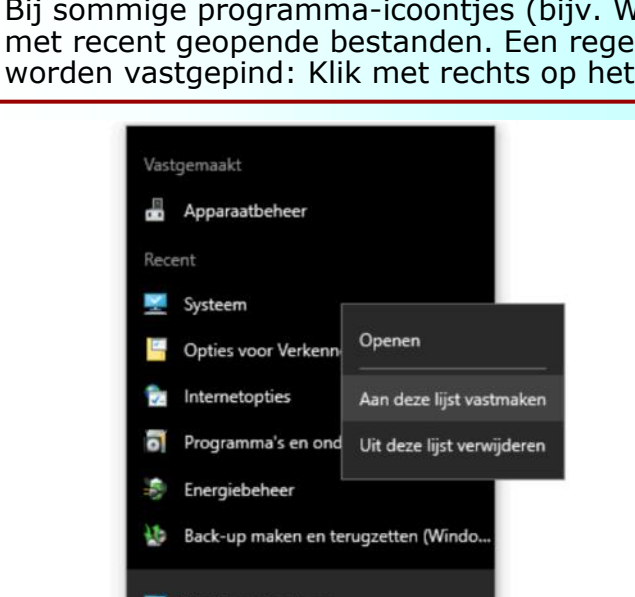 Bij sommige programma-icoontjes (bijv. W
met recent geopende bestanden. Een rege
worden vastgepind: Klik met rechts op het
Vastgemaakt
Apparaatbeheer
Recent
Systeem
Opties voor Verkenn
Internetopties
Programma's en ond
Energiebeheer
Back-up maken en terugzetten (Windo...
Openen
Aan deze lijst vastmaken
Uit deze lijst verwijderen